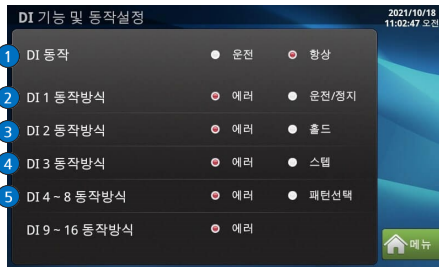 DI 기능 및 동작설정
2021/10/18
11:02:47 오전
1 DI 동작 운전 항상
2 DI 1 동작방식 에러 운전/정지
3 DI 2 동작방식 에러 홀드
4 DI 3 동작방식 에러 스텝
5 DI 4 ~ 8 동작방식 에러 패턴선택
DI 9 ~ 16 동작방식 에러
메뉴